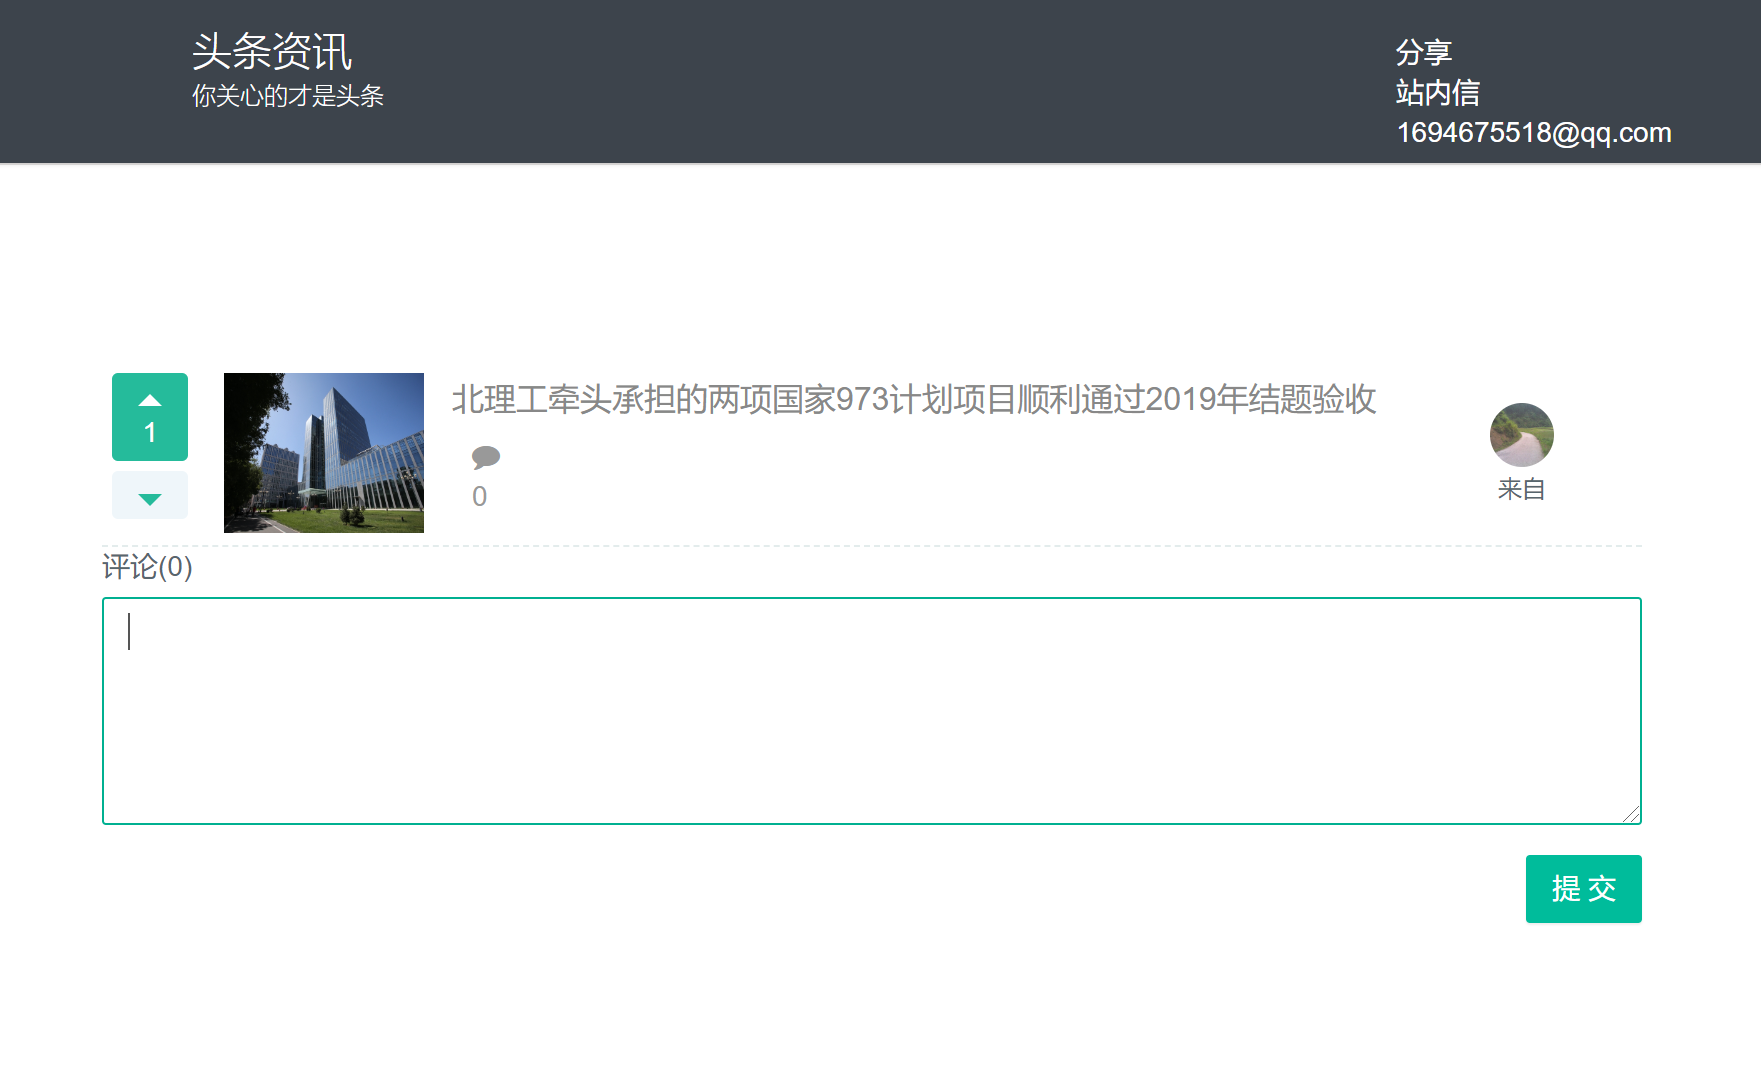 头条资讯
你关心的才是头条
分享
站内信
1694675518@qq.com
1
北理工牵头承担的两项国家973计划项目顺利通过2019年结题验收
0
来自
评论(0)
提 交